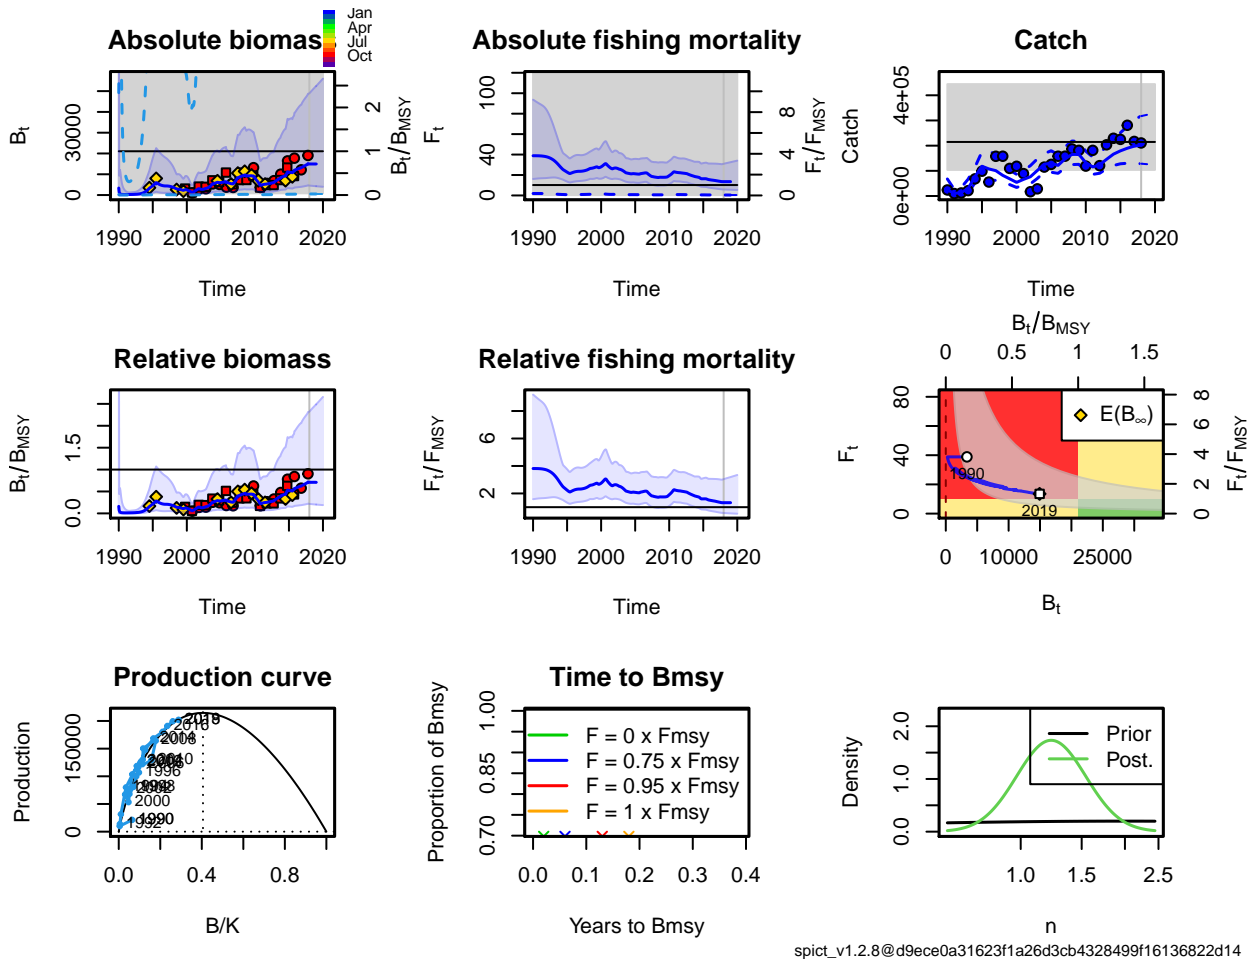 Absolute biomass
Jan
Apr
Jul
Oct
Bt
0
30000
0
1
2
Bt/BMSY
1990
2000
2010
2020
Time
Absolute fishing mortality
Ft
0
40
100
0
4
8
Ft/FMSY
1990
2000
2010
2020
Time
Catch
Catch
0e+00
4e+05
1990
2000
2010
2020
Time
Relative biomass
Bt/BMSY
0.0
1.5
1990
2000
2010
2020
Time
Relative fishing mortality
Ft/FMSY
2
6
1990
2000
2010
2020
Time
Bt/BMSY
0
0.5
1
1.5
Ft
0
20
40
60
80
E(B∞)
1990
2019
0
2
4
6
8
Ft/FMSY
0
10000
25000
Bt
Production curve
Production
0
150000
1992
2000
1990
1996
2008
2016
0.0
0.4
0.8
B/K
Time to Bmsy
Proportion of Bmsy
0.70
0.85
1.00
F = 0 x Fmsy
F = 0.75 x Fmsy
F = 0.95 x Fmsy
F = 1 x Fmsy
0.0
0.1
0.2
0.3
0.4
Years to Bmsy
Density
0.0
1.0
2.0
Prior
Post.
1.0
1.5
2.5
n
spict_v1.2.8@d9ece0a31623f1a26d3cb4328499f16136822d14